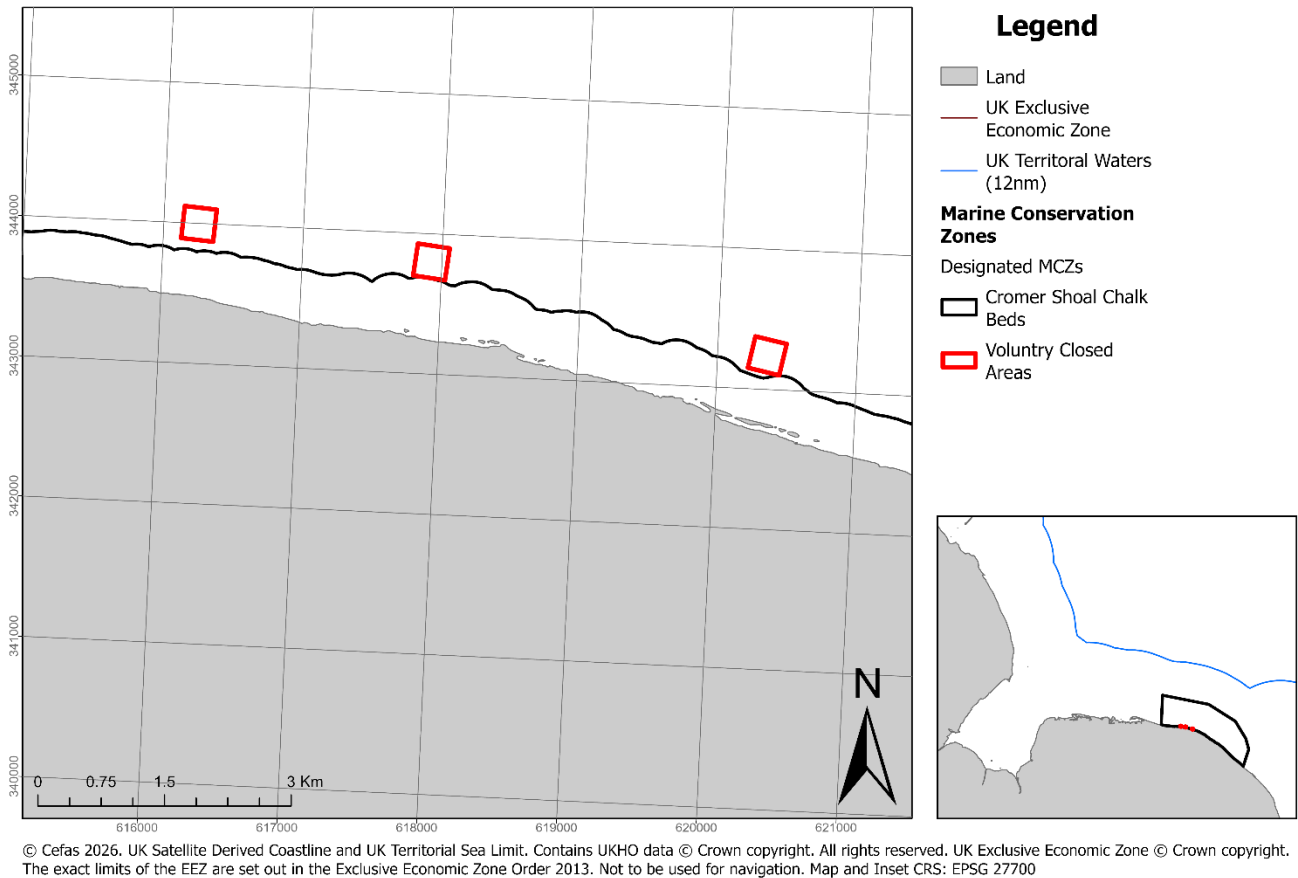 Legend
Land
UK Exclusive
Economic Zone
UK Territoral Waters
(12nm)
Marine Conservation
Zones
Designated MCZs
Cromer Shoal Chalk
Beds
Voluntry Closed
Areas
345000
344000
343000
342000
341000
340000
N
0 0.75 1.5 3 Km
616000 617000 618000 619000 620000 621000
© Cefas 2026. UK Satellite Derived Coastline and UK Territorial Sea Limit. Contains UKHO data © Crown copyright. All rights reserved. UK Exclusive Economic Zone © Crown copyright.
The exact limits of the EEZ are set out in the Exclusive Economic Zone Order 2013. Not to be used for navigation. Map and Inset CRS: EPSG 27700